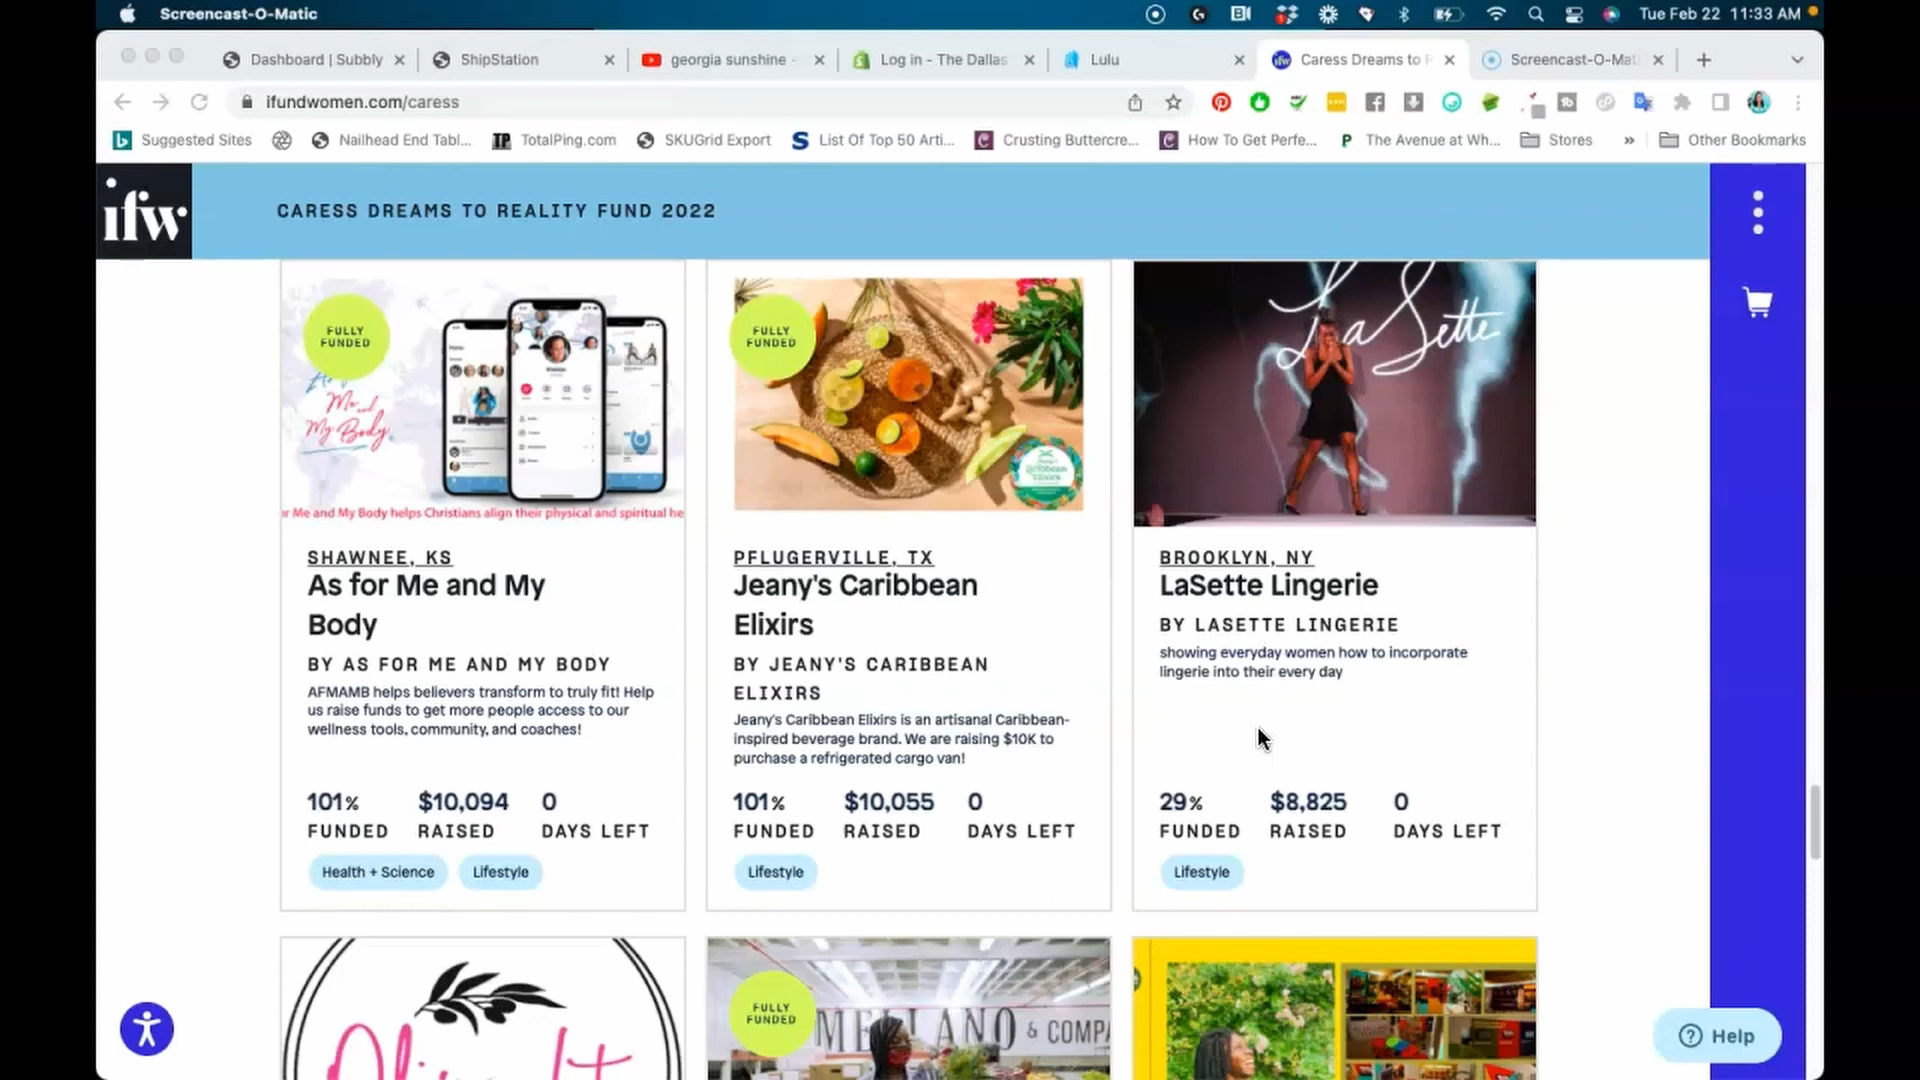 Screencast-O-Matic
Tue Feb 22 11:33 AM
Dashboard | Subbly
ShipStation
georgia sunshine -
Log in - The Dallas
Lulu
Caress Dreams to R
Screencast-O-Mat
ifundwomen.com/caress
Suggested Sites
Nailhead End Tabl...
TotalPing.com
SKUGrid Export
List Of Top 50 Arti...
Crusting Buttercre...
How To Get Perfe...
The Avenue at Wh...
Stores
»
Other Bookmarks
ifw
CARESS DREAMS TO REALITY FUND 2022
FULLY
FUNDED
Me and
My Body
r Me and My Body helps Christians align their physical and spiritual he
SHAWNEE, KS
As for Me and My
Body
BY AS FOR ME AND MY BODY
AFMAMB helps believers transform to truly fit! Help
us raise funds to get more people access to our
wellness tools, community, and coaches!
101% $10,094 0
FUNDED RAISED DAYS LEFT
Health + Science Lifestyle
FULLY
FUNDED
PFLUGERVILLE, TX
Jeany's Caribbean
Elixirs
BY JEANY'S CARIBBEAN
ELIXIRS
Jeany's Caribbean Elixirs is an artisanal Caribbean-
inspired beverage brand. We are raising $10K to
purchase a refrigerated cargo van!
101% $10,055 0
FUNDED RAISED DAYS LEFT
Lifestyle
LaSette
BROOKLYN, NY
LaSette Lingerie
BY LASETTE LINGERIE
showing everyday women how to incorporate
lingerie into their every day
29% $8,825 0
FUNDED RAISED DAYS LEFT
Lifestyle
FULLY
FUNDED
& COMPA
Help